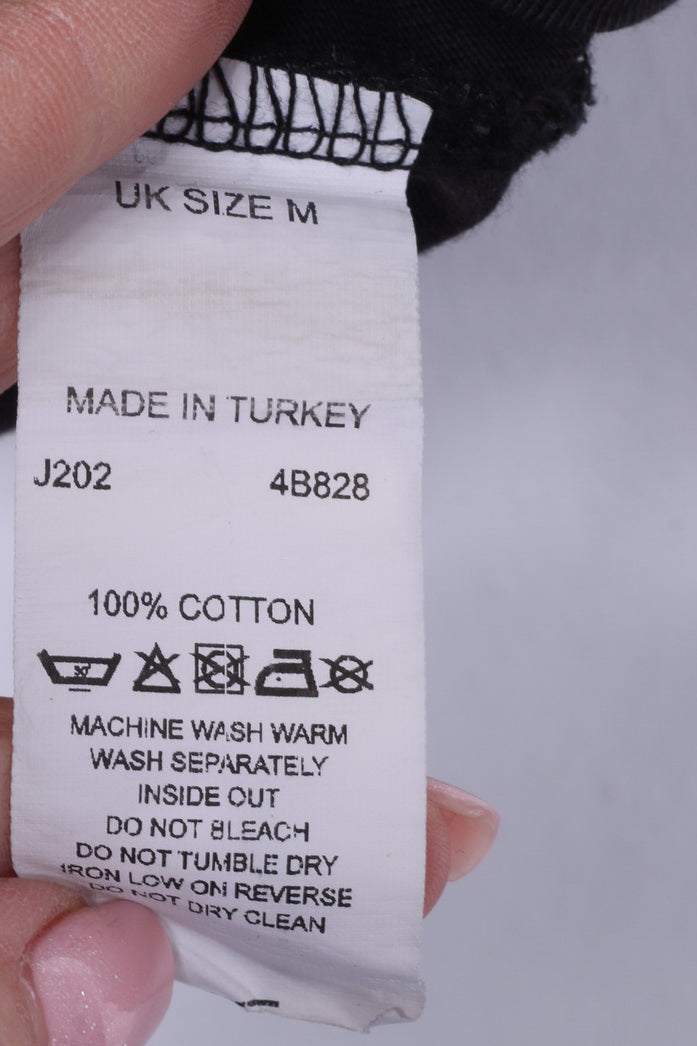 UK SIZE M
MADE IN TURKEY
J202 4B828
100% COTTON
30°
MACHINE WASH WARM
WASH SEPARATELY
INSIDE OUT
DO NOT BLEACH
DO NOT TUMBLE DRY
IRON LOW ON REVERSE
DO NOT DRY CLEAN